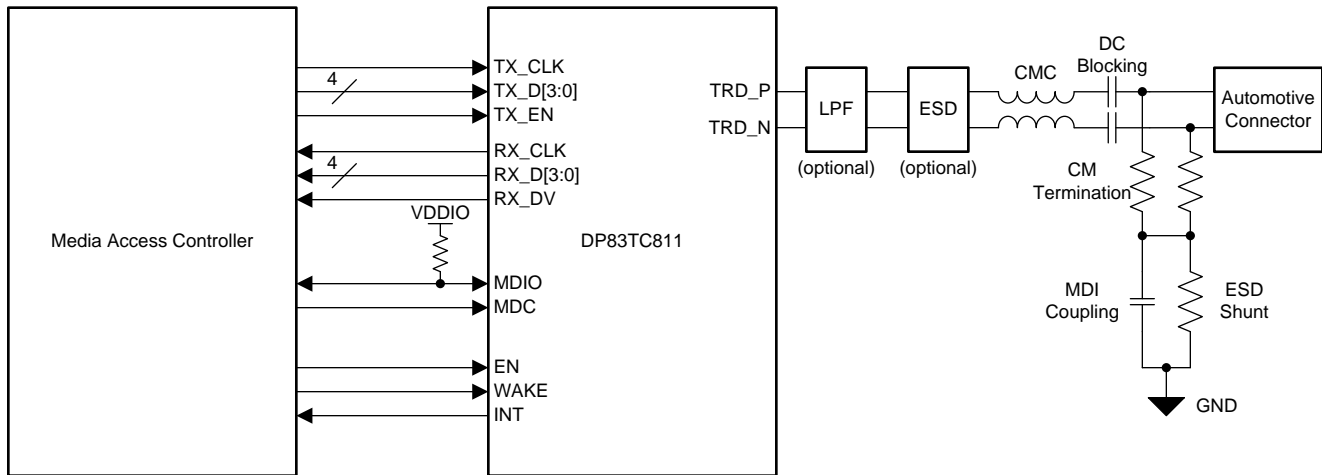 Media Access Controller
4
4
VDDIO
TX_CLK
TX_D[3:0]
TX_EN
RX_CLK
RX_D[3:0]
RX_DV
MDIO
MDC
EN
WAKE
INT
DP83TC811
TRD_P
TRD_N
LPF
(optional)
ESD
(optional)
CMC
DC
Blocking
Automotive
Connector
CM
Termination
MDI
Coupling
ESD
Shunt
GND